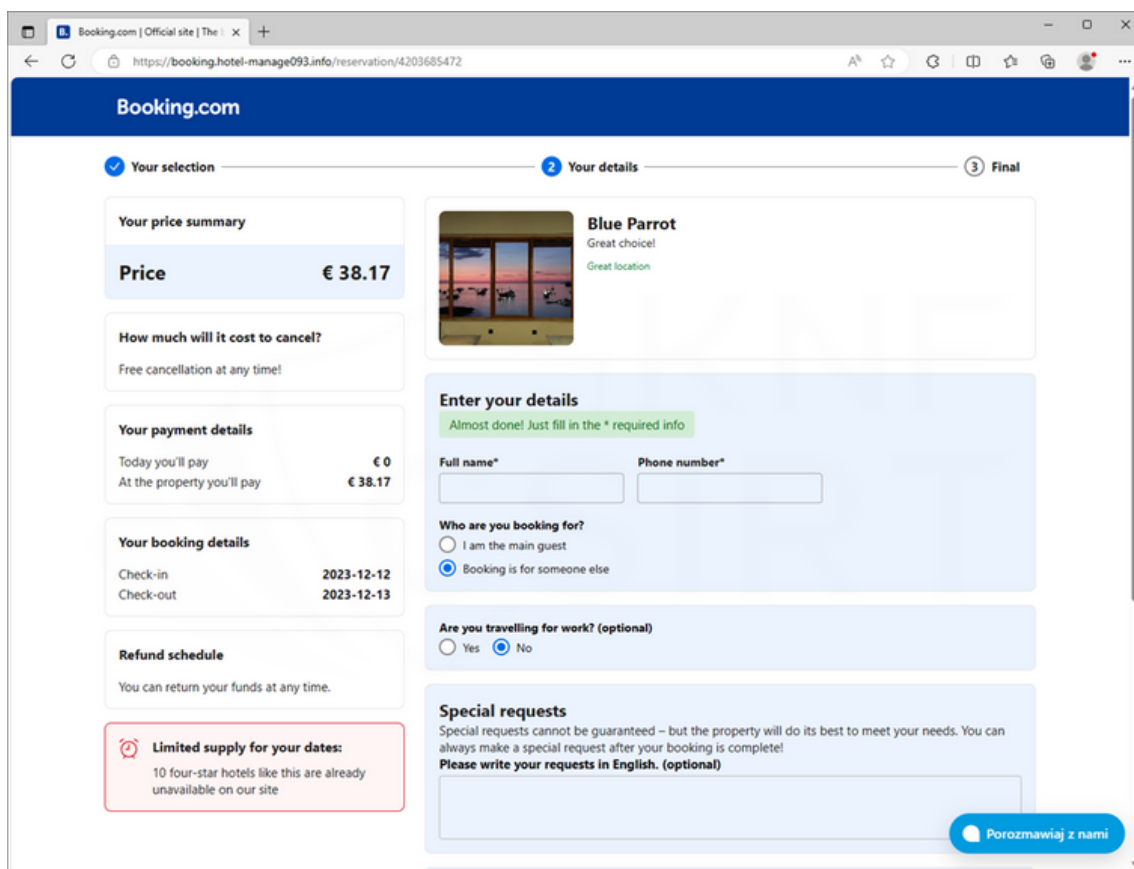 Booking.com | Official site | The
https://booking.hotel-manage093.info/reservation/4203685472
Booking.com
Your selection
2 Your details
3 Final
Your price summary
Price € 38.17
How much will it cost to cancel?
Free cancellation at any time!
Your payment details
Today you'll pay € 0
At the property you'll pay € 38.17
Your booking details
Check-in 2023-12-12
Check-out 2023-12-13
Refund schedule
You can return your funds at any time.
Limited supply for your dates:
10 four-star hotels like this are already
unavailable on our site
Blue Parrot
Great choice!
Great location
Enter your details
Almost done! Just fill in the * required info
Full name* Phone number*
Who are you booking for?
I am the main guest
Booking is for someone else
Are you travelling for work? (optional)
Yes No
Special requests
Special requests cannot be guaranteed – but the property will do its best to meet your needs. You can
always make a special request after your booking is complete!
Please write your requests in English. (optional)
Porozmawiaj z nami